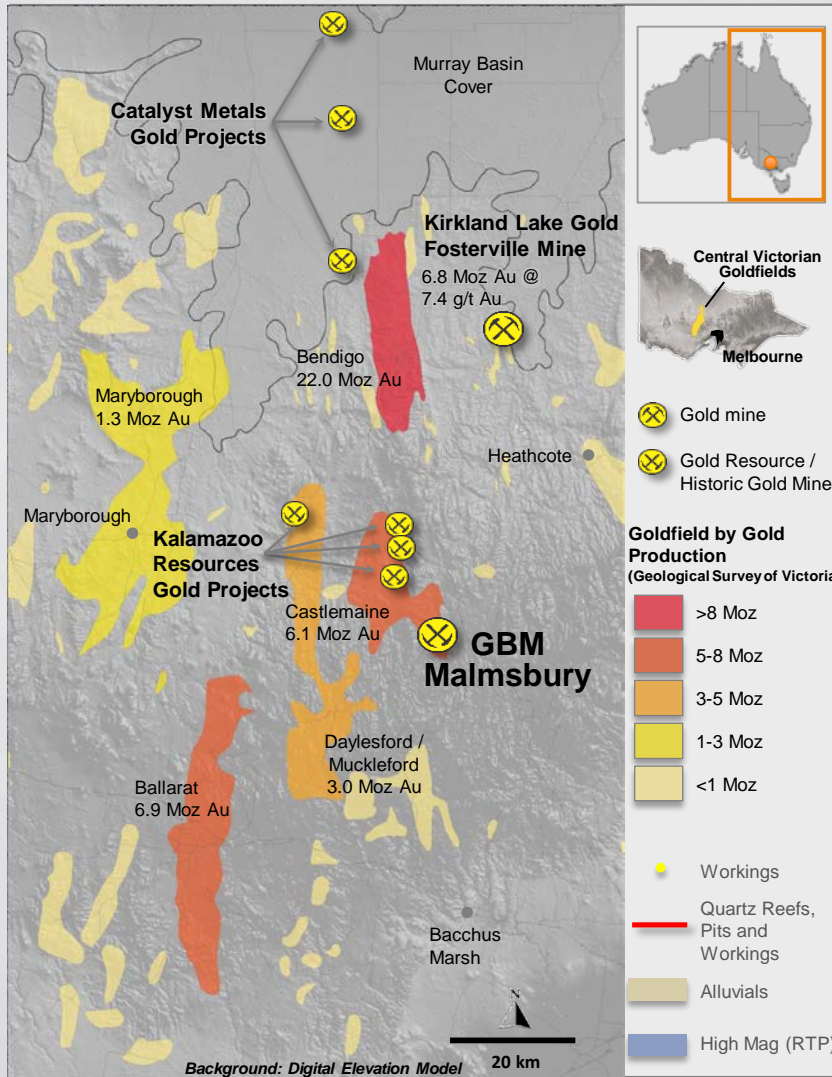 Murray Basin
Cover
Catalyst Metals
Gold Projects
Kirkland Lake Gold
Fosterville Mine
6.8 Moz Au @
7.4 g/t Au
Bendigo
22.0 Moz Au
Maryborough
1.3 Moz Au
Heathcote
Maryborough
Kalamazoo
Resources
Gold Projects
Castlemaine
6.1 Moz Au
GBM
Malmsbury
Daylesford /
Muckleford
3.0 Moz Au
Ballarat
6.9 Moz Au
Bacchus
Marsh
N
20 km
Background: Digital Elevation Model
Central Victorian
Goldfields
Melbourne
Gold mine
Gold Resource /
Historic Gold Mine
Goldfield by Gold
Production
(Geological Survey of Victoria
>8 Moz
5-8 Moz
3-5 Moz
1-3 Moz
<1 Moz
Workings
Quartz Reefs,
Pits and
Workings
Alluvials
High Mag (RTP)